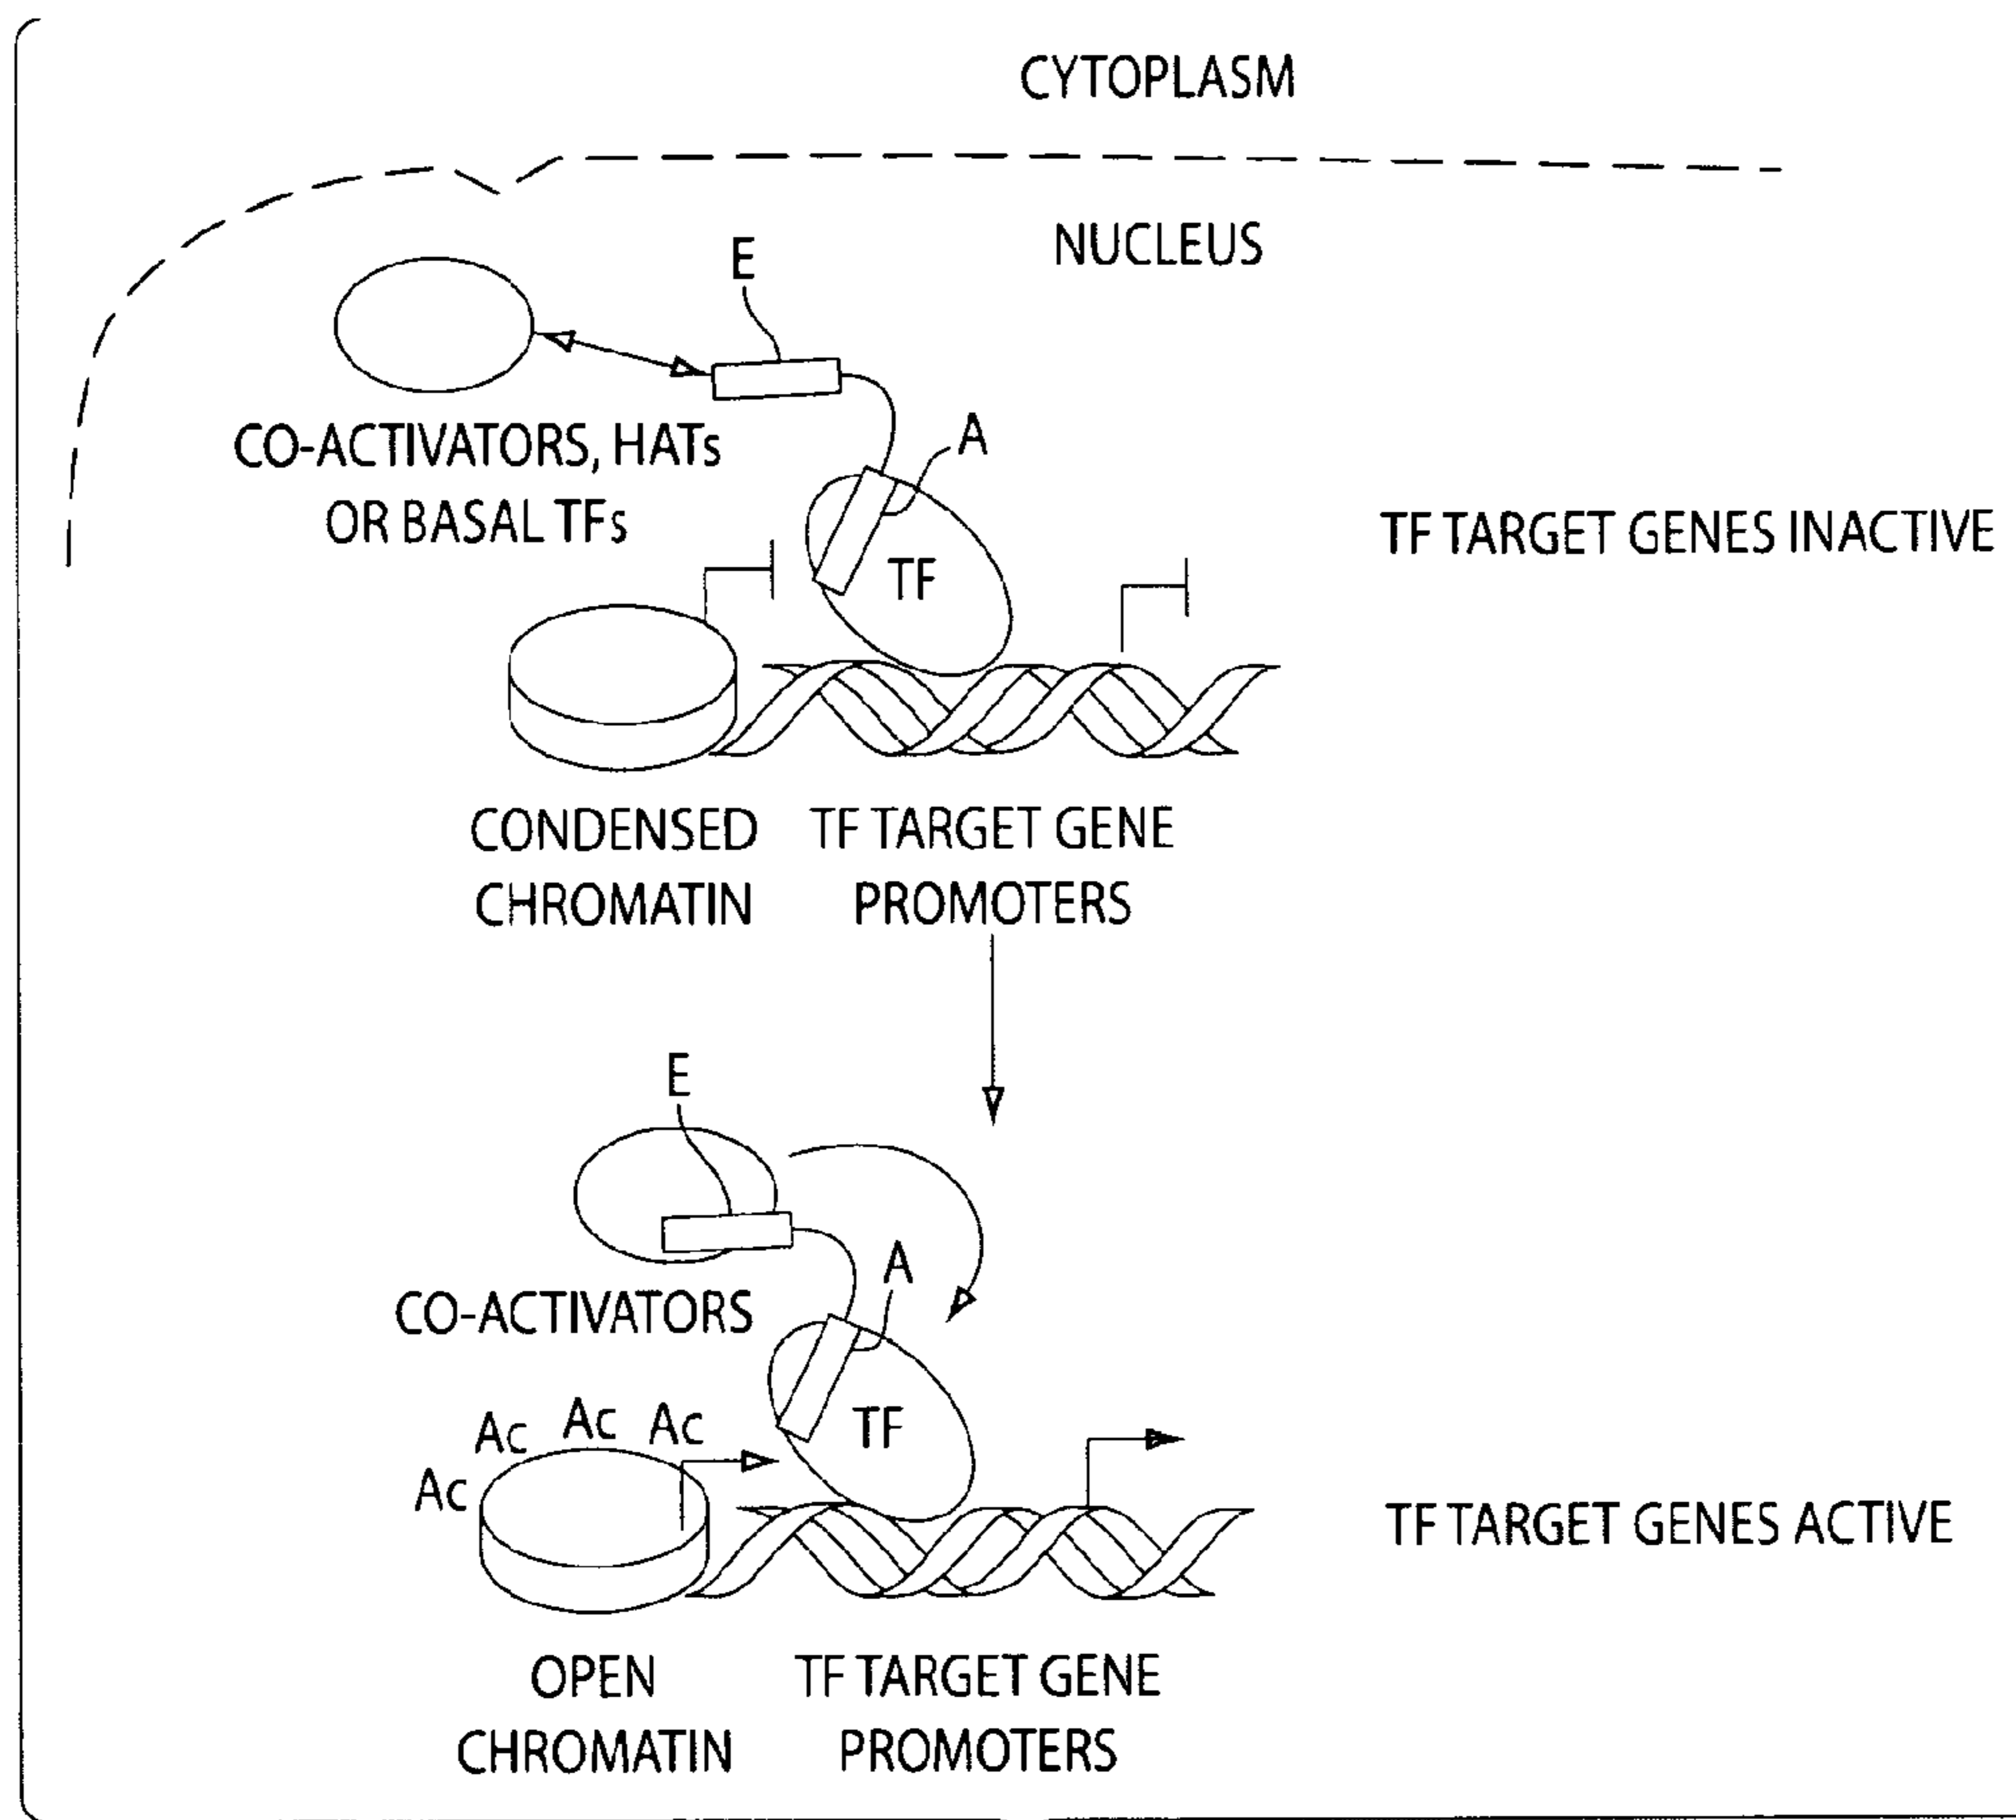 CYTOPLASM
NUCLEUS
E
CO-ACTIVATORS, HATs
OR BASAL TFs
A
TF
TF TARGET GENES INACTIVE
CONDENSED
CHROMATIN
TF TARGET GENE
PROMOTERS
E
CO-ACTIVATORS
A
Ac Ac Ac Ac
TF
TF TARGET GENES ACTIVE
OPEN
CHROMATIN
TF TARGET GENE
PROMOTERS